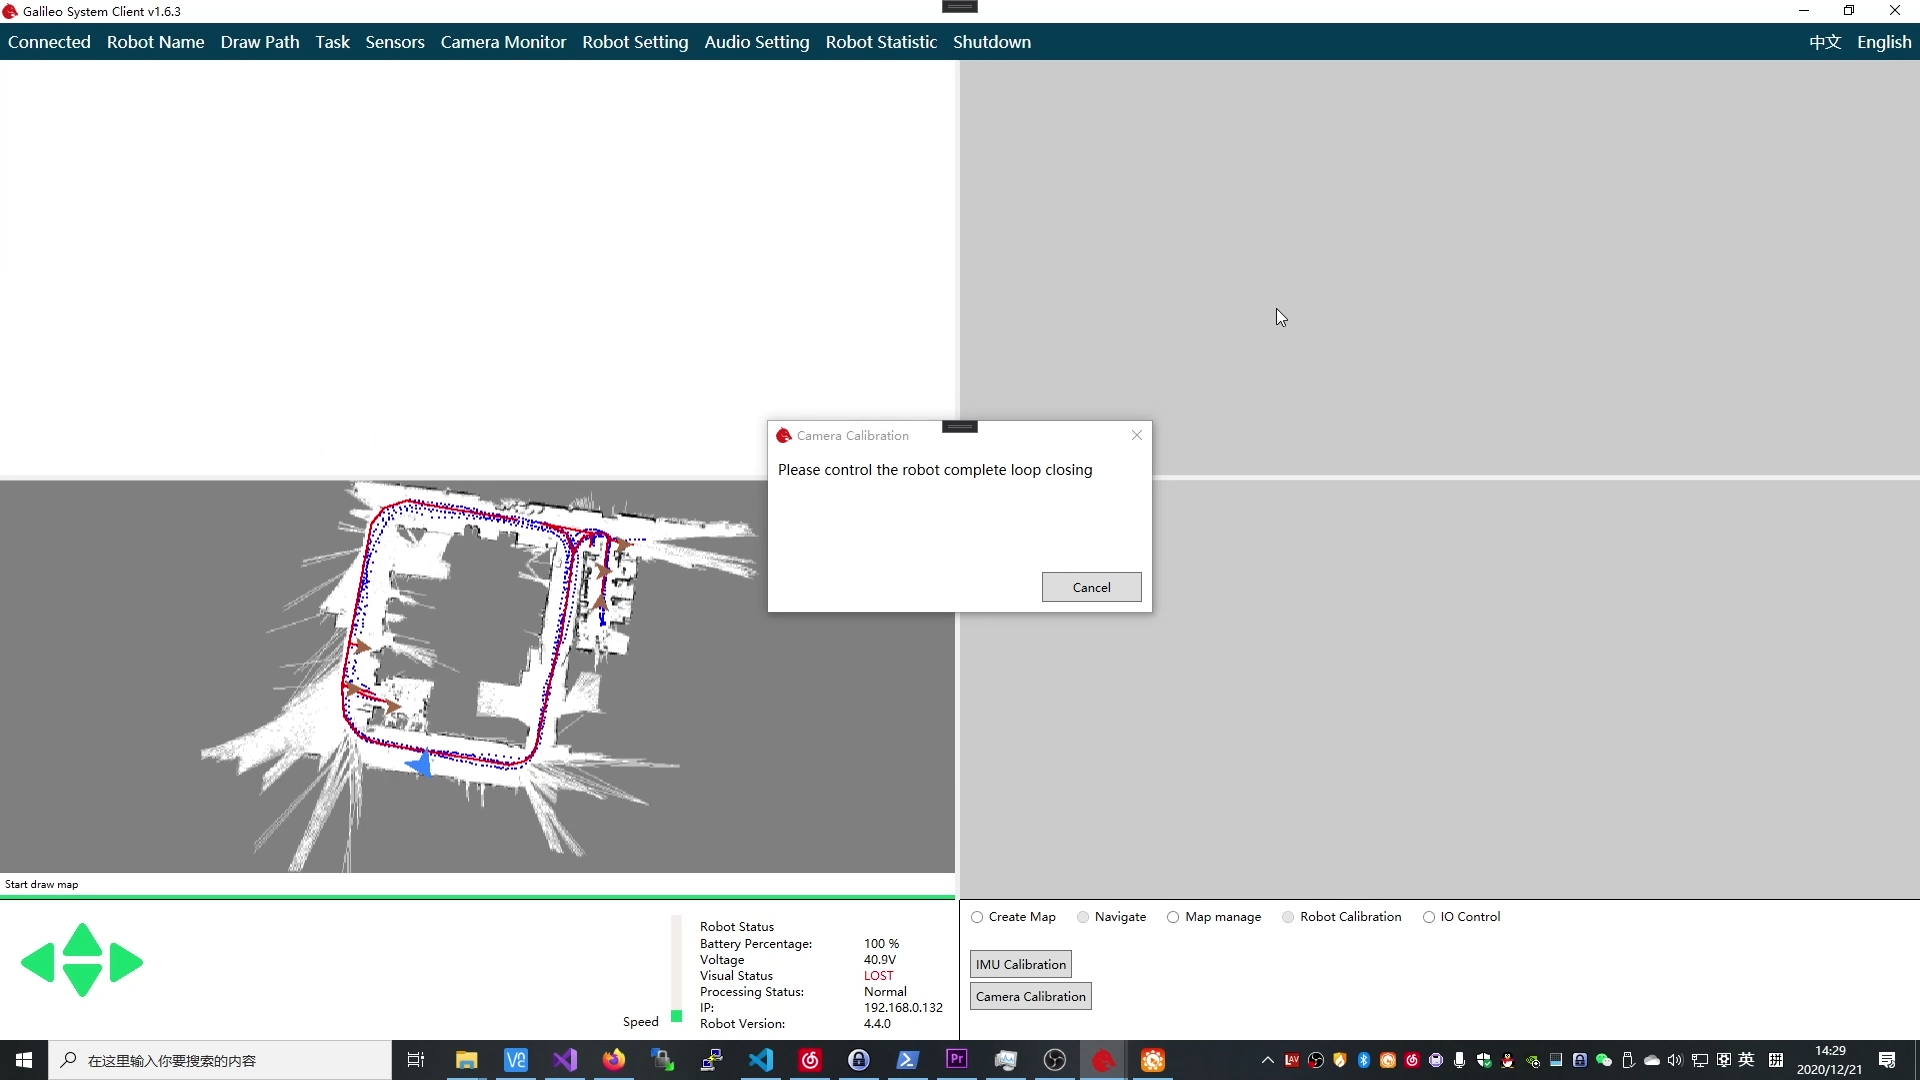 Galileo System Client v1.6.3
Connected Robot Name Draw Path Task Sensors Camera Monitor Robot Setting Audio Setting Robot Statistic Shutdown 中文 English
Camera Calibration
Please control the robot complete loop closing
Cancel
Start draw map
Speed
Robot Status
Battery Percentage: 100 %
Voltage 40.9V
Visual Status LOST
Processing Status: Normal
IP: 192.168.0.132
Robot Version: 4.4.0
Create Map Navigate Map manage Robot Calibration IO Control
IMU Calibration
Camera Calibration
在这里输入你要搜索的内容
Pr
LAV
英
14:29
2020/12/21